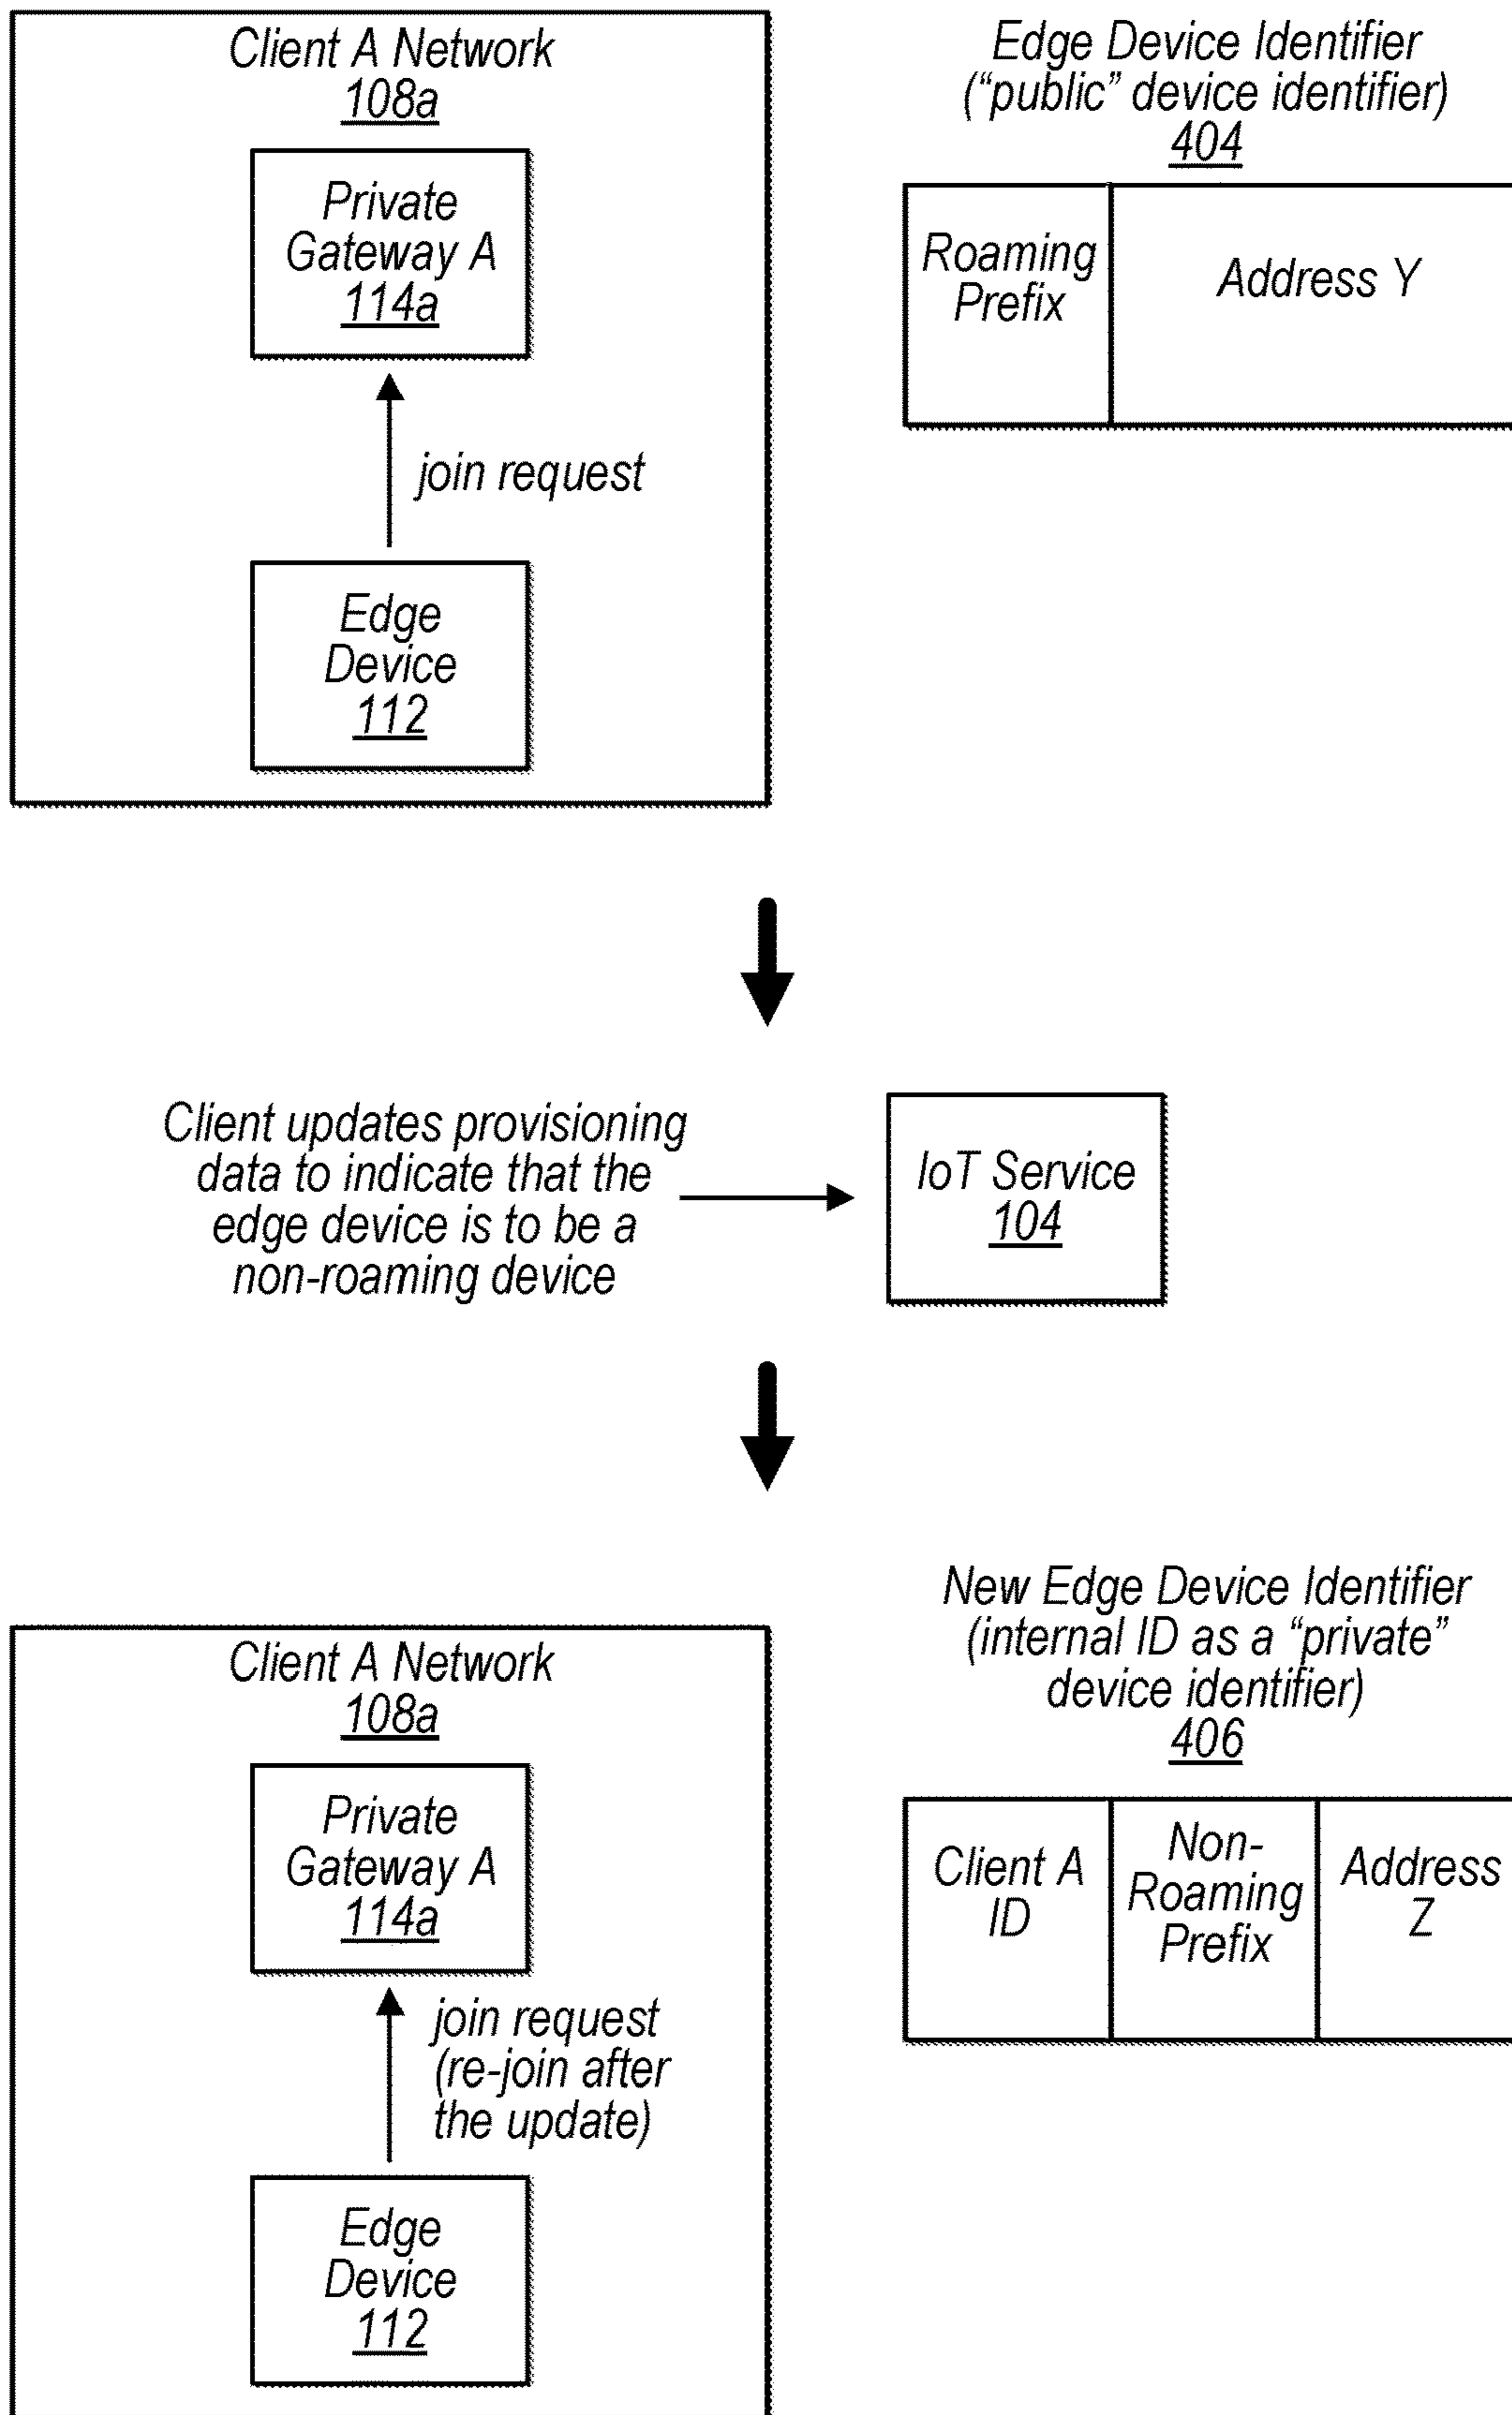 Client A Network
108a
Private
Gateway A
114a
join request
Edge
Device
112
Edge Device Identifier
(“public” device identifier)
404
Roaming
Prefix
Address Y
Client updates provisioning
data to indicate that the
edge device is to be a
non-roaming device
IoT Service
104
Client A Network
108a
Private
Gateway A
114a
join request
(re-join after
the update)
Edge
Device
112
New Edge Device Identifier
(internal ID as a “private”
device identifier)
406
Client A
ID
Non-
Roaming
Prefix
Address
Z